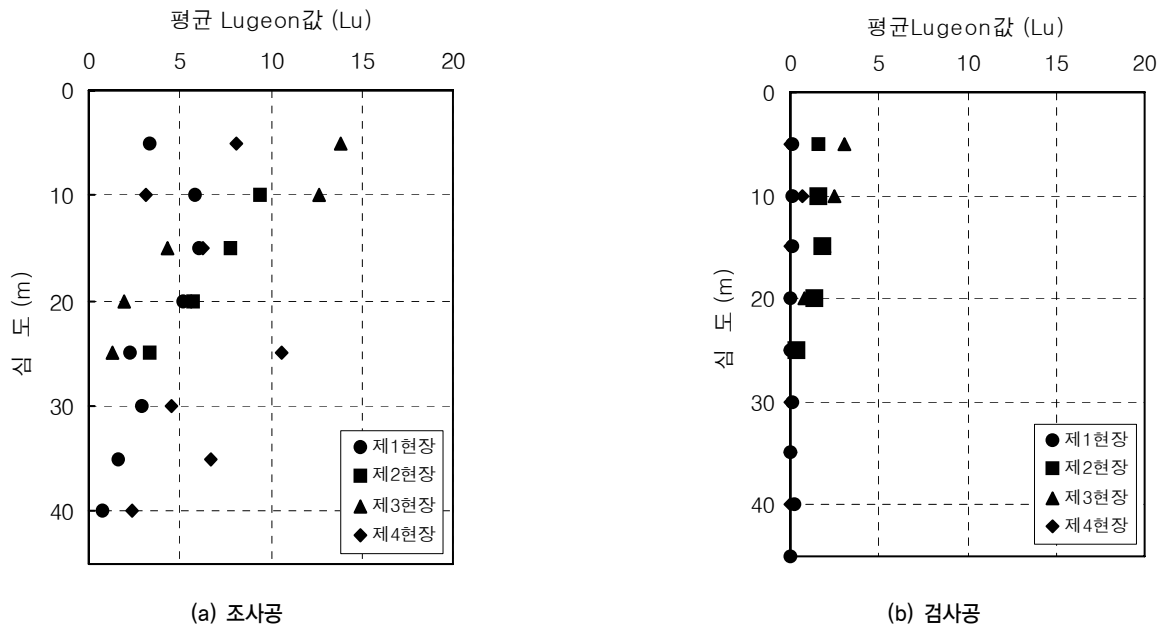 평균 Lugeon값 (Lu)
0 5 10 15 20
0
10
20
30
40
심 도 (m)
제1현장
제2현장
제3현장
제4현장
(a) 조사공
평균Lugeon값 (Lu)
0 5 10 15 20
0
10
20
30
40
심 도 (m)
제1현장
제2현장
제3현장
제4현장
(b) 검사공